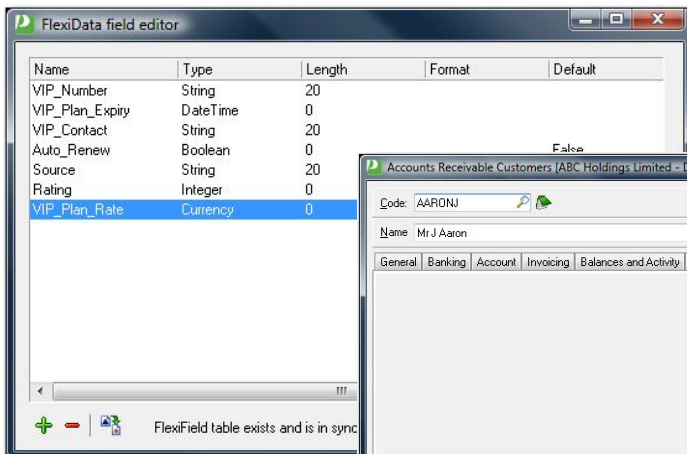 FlexiData field editor
Name Type Length Format Default
VIP_Number String 20
VIP_Plan_Expiry DateTime 0
VIP_Contact String 20
Auto_Renew Boolean 0 False
Source String 20
Rating Integer 0
VIP_Plan_Rate Currency 0
FlexiField table exists and is in sync
Accounts Receivable Customers [ABC Holdings Limited - D
Code: AARONJ
Name Mr J Aaron
General Banking Account Invoicing Balances and Activity